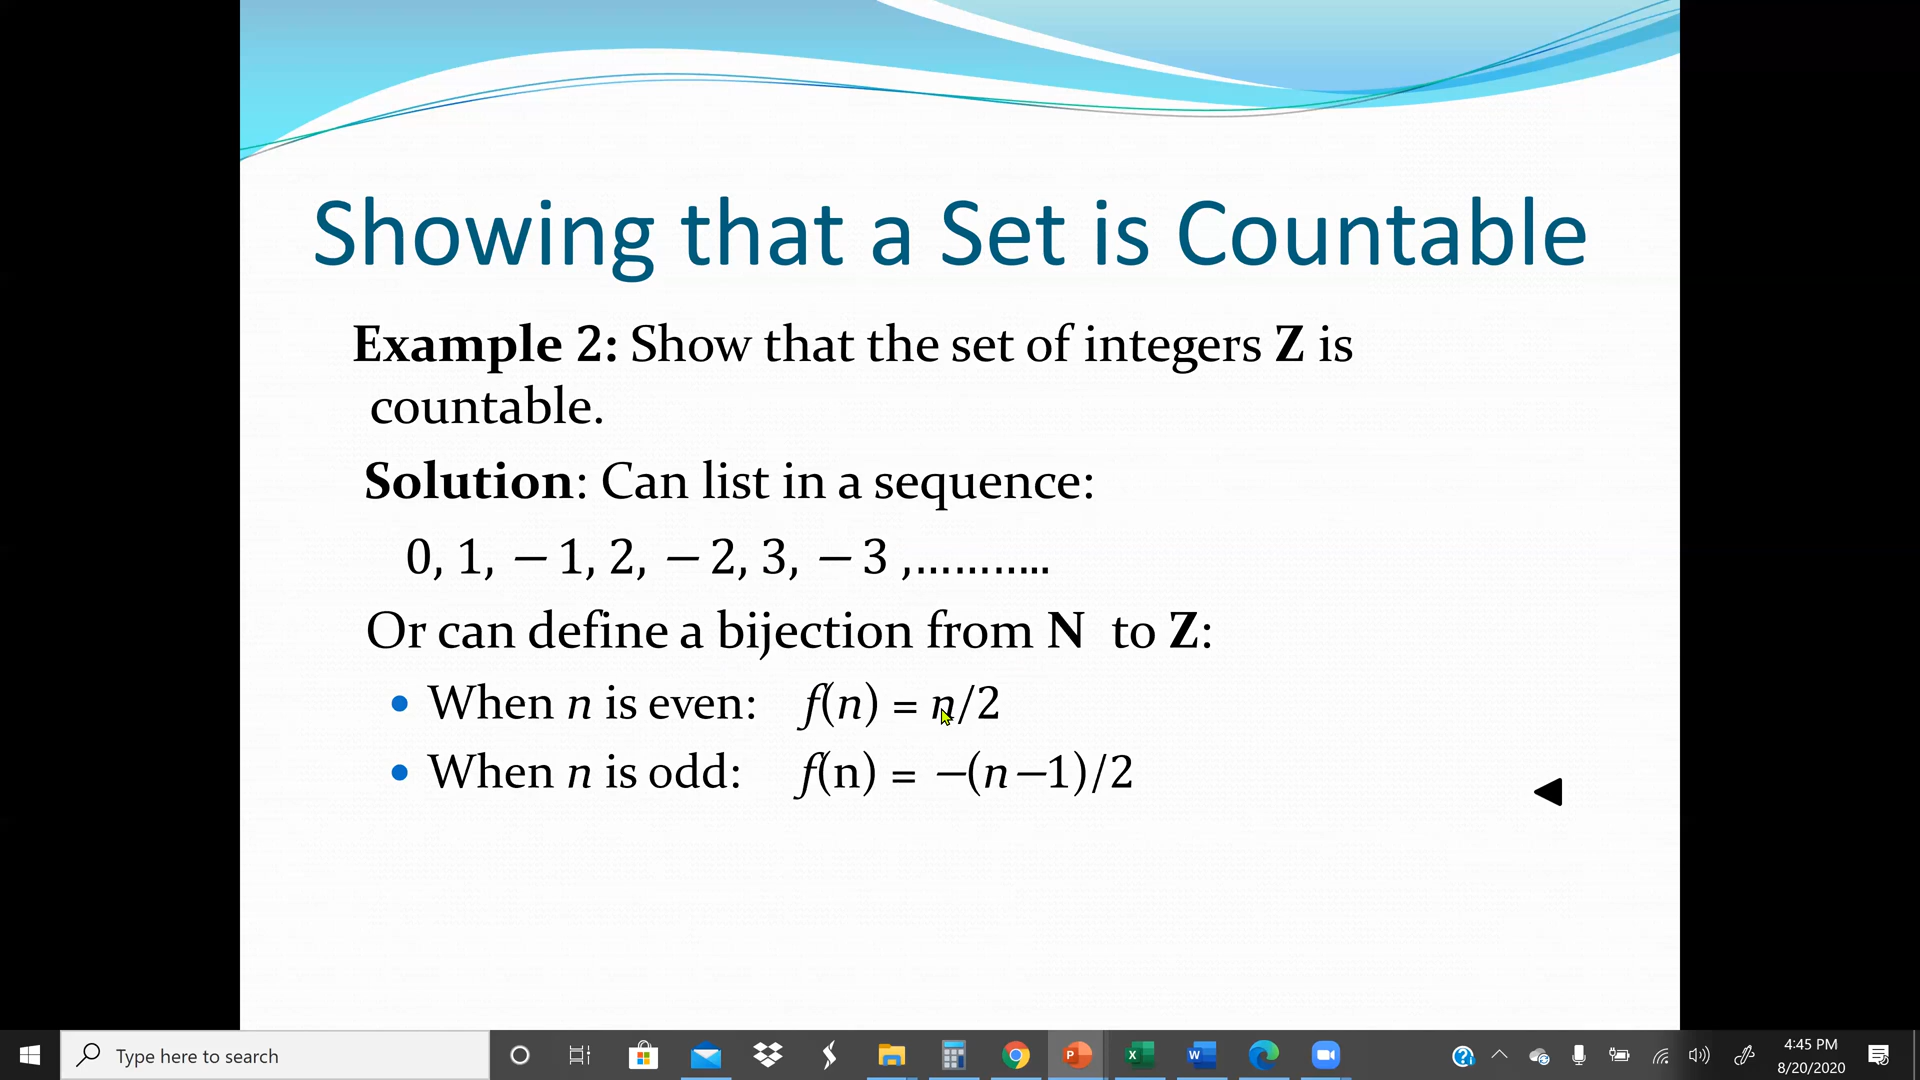 Showing that a Set is Countable
Example 2: Show that the set of integers Z is
countable.
Solution: Can list in a sequence:
0, 1, − 1, 2, − 2, 3, − 3 ,………..
Or can define a bijection from N to Z:
• When n is even: f(n) = n/2
• When n is odd: f(n) = −(n−1)/2
Type here to search
4:45 PM
8/20/2020